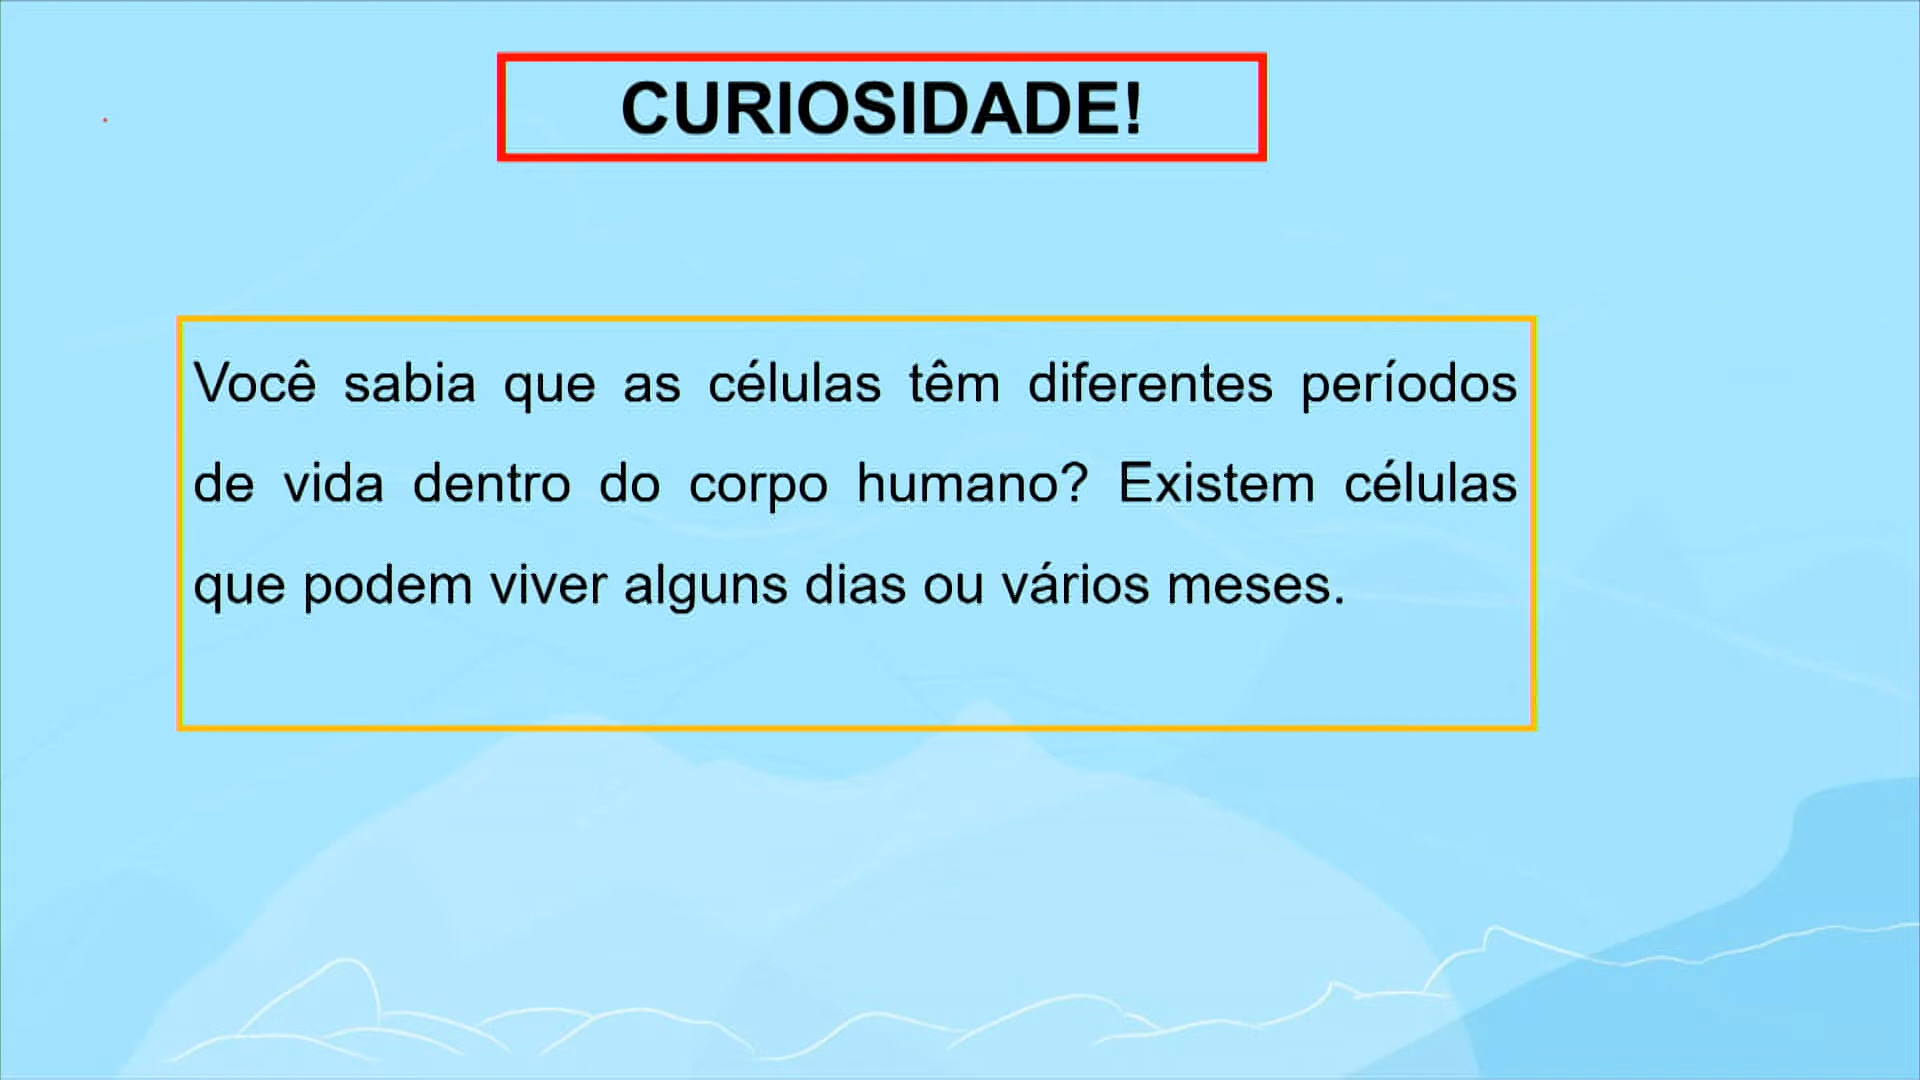 CURIOSIDADE!
Você sabia que as células têm diferentes períodos
de vida dentro do corpo humano? Existem células
que podem viver alguns dias ou vários meses.